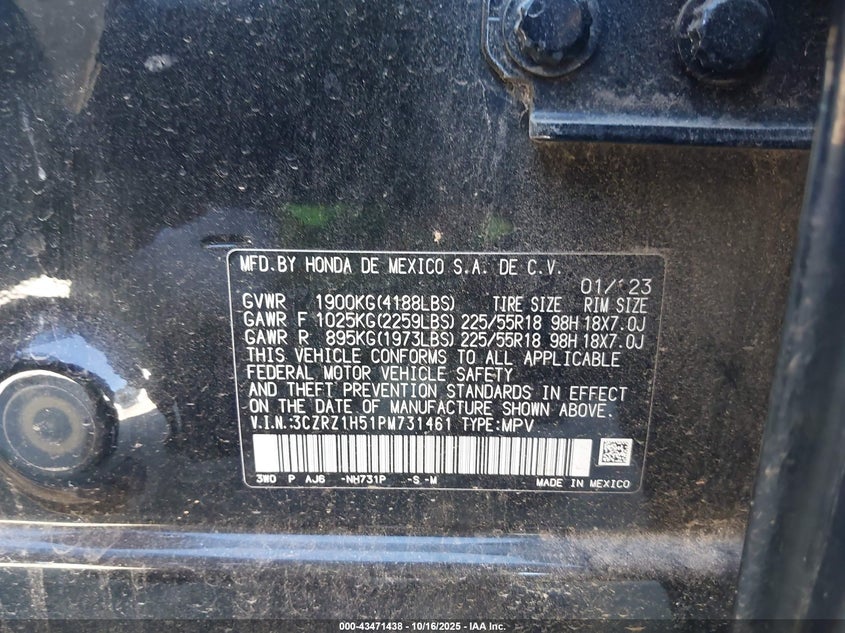 MFD.BY HONDA DE MEXICO S.A. DE C.V.
01/23
GVWR 1900KG(4188LBS) TIRE SIZE RIM SIZE
GAWR F 1025KG(2259LBS) 225/55R18 98H 18X7.0J
GAWR R 895KG(1973LBS) 225/55R18 98H 18X7.0J
THIS VEHICLE CONFORMS TO ALL APPLICABLE
FEDERAL MOTOR VEHICLE SAFETY
AND THEFT PREVENTION STANDARDS IN EFFECT
ON THE DATE OF MANUFACTURE SHOWN ABOVE.
V.I.N.:3CZRZ1H51PM731461 TYPE:MPV
3W0 P AJ6 -NH731P -S -M MADE IN MEXICO
000-43471438 - 10/16/2025 - IAA Inc.